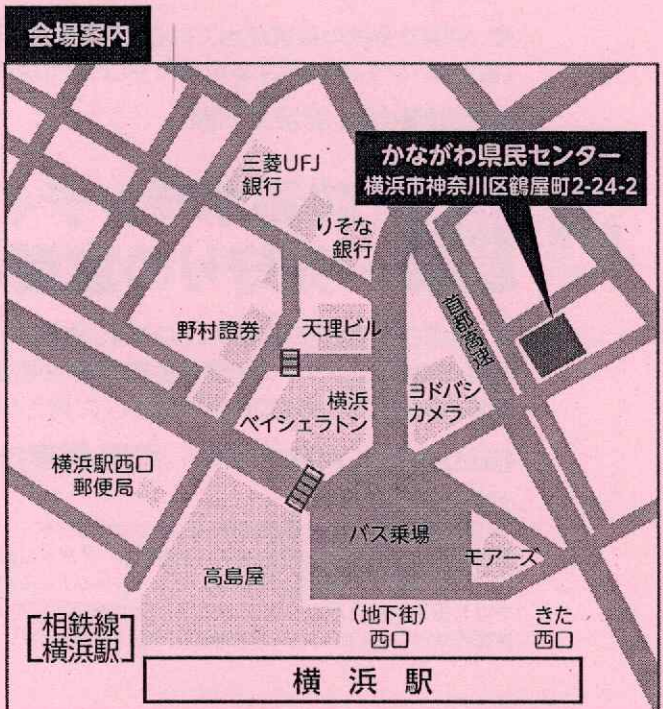 会場案内
かながわ県民センター
横浜市神奈川区鶴屋町2-24-2
三菱UFJ
銀行
りそな
銀行
首都高速
野村證券
天理ビル
横浜
ベイシェラトン
ヨドバシ
カメラ
横浜駅西口
郵便局
バス乗場
モアーズ
高島屋
(地下街)
西口
きた
西口
[相鉄線
横浜駅]
横浜駅